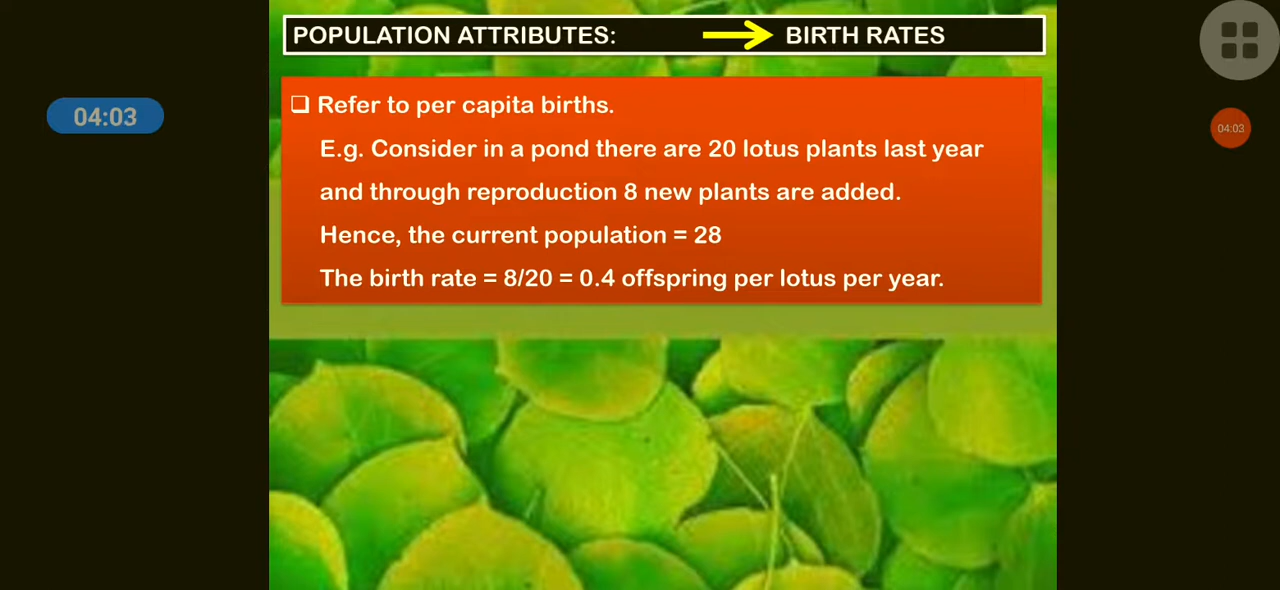 POPULATION ATTRIBUTES: BIRTH RATES
04:03
04:03
Refer to per capita births.
E.g. Consider in a pond there are 20 lotus plants last year
and through reproduction 8 new plants are added.
Hence, the current population = 28
The birth rate = 8/20 = 0.4 offspring per lotus per year.